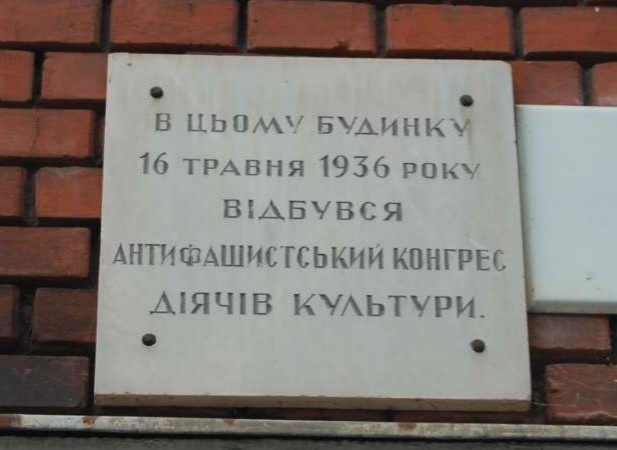 В ЦЬОМУ БУДИНКУ
16 ТРАВНЯ 1936 РОКУ
ВІДБУВСЯ
АНТИФАШИСТСЬКИЙ КОНГРЕС
ДІЯЧІВ КУЛЬТУРИ.